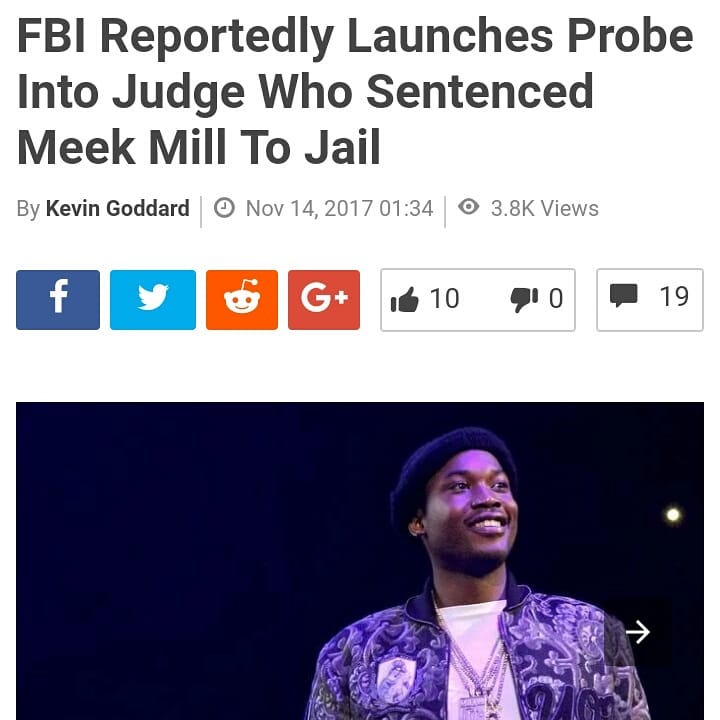 FBI Reportedly Launches Probe
Into Judge Who Sentenced
Meek Mill To Jail
By Kevin Goddard Nov 14, 2017 01:34 3.8K Views
f G+ 10 0 19